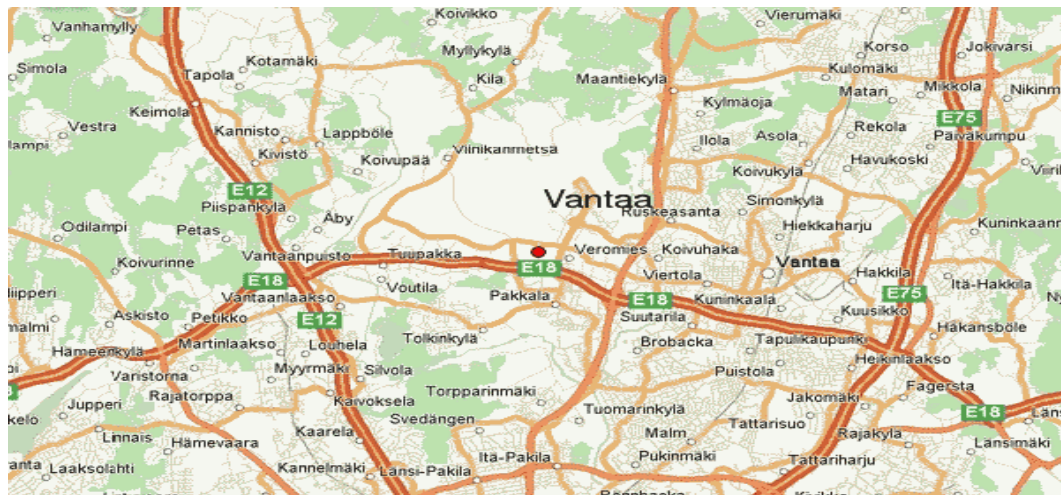 Vanhamylly
Koivikko
Vierumäki
Korso
Jokivarsi
Simola
Kotamäki
Myllykylä
Tapola
Kila
Maantiekylä
Kulomäki
Keimola
Matari
Mikkola
Kylmäoja
Vestra
Kannisto
Lappböle
E75
Ilola
Asola
Rekola
Päiväkumpu
Kivistö
Koivupää
Viinikanmetsä
Koivukylä
Havukoski
E12
Vantaa
Piispankylä
Åby
Ruskeasanta
Simonkylä
Odilampi
Petas
Hiekkaharju
Vantaanpuisto
Tuupakka
Veromies
Koivuhaka
Koivurinne
E18
Viertola
Vantaa
Hakkila
E18
Voutila
Itä-Hakkila
Vantaanlaakso
Pakkala
E18
Kuninkaala
E75
Askisto
Petikko
E12
Suutarila
Kuusikko
Hakansböle
Hämeenkylä
Martinlaakso
Louhela
Tolkinkylä
Brobacka
Tapulikaupunki
Heikinlaakso
Varistorna
Myyrmäki
Silvola
Puistola
Fagersta
Rajatorppa
Kaivoksela
Torpparinmäki
Jakomäki
Jupperi
Svedängen
Tuomarinkylä
Tattarisuo
E18
Linnais
Hämevaara
Kaarela
Malm
Rajakylä
Länsimäki
Laaksolahti
Kannelmäki
Länsi-Pakila
Itä-Pakila
Pukinmäki
Tattariharju
Kivikko